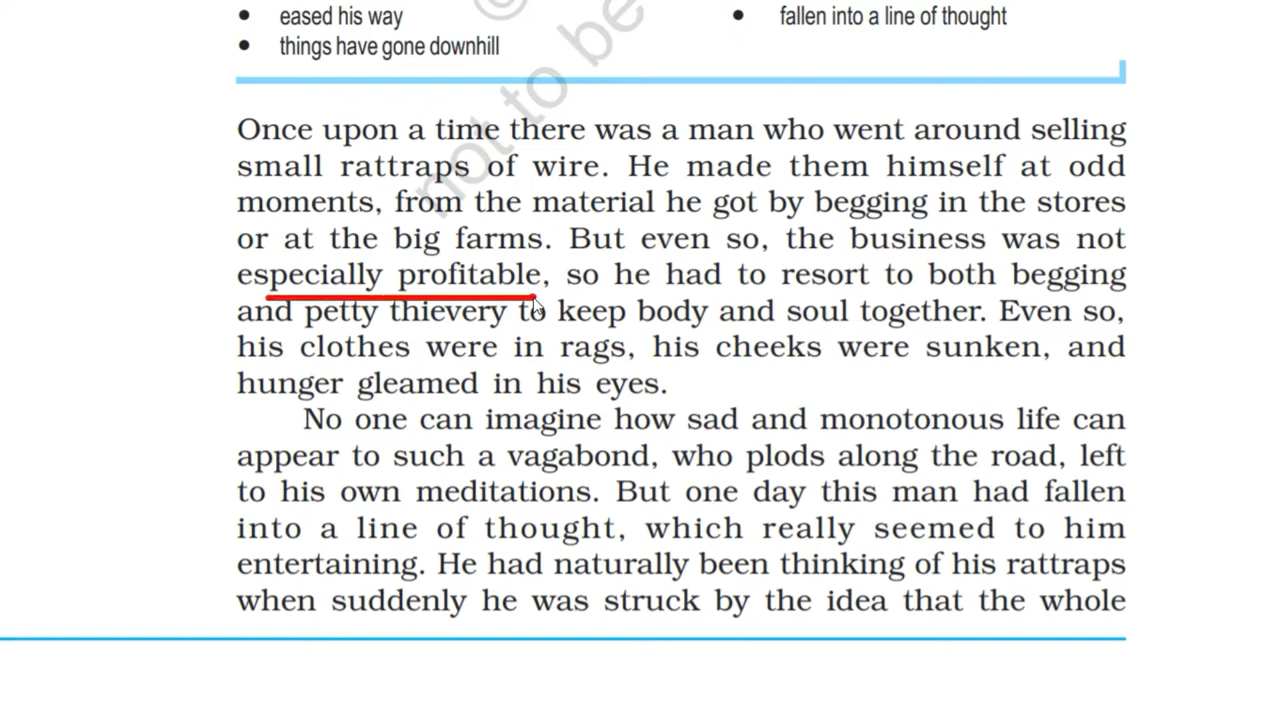 • eased his way
• fallen into a line of thought
• things have gone downhill
not to be
Once upon a time there was a man who went around selling
small rattraps of wire. He made them himself at odd
moments, from the material he got by begging in the stores
or at the big farms. But even so, the business was not
especially profitable, so he had to resort to both begging
and petty thievery to keep body and soul together. Even so,
his clothes were in rags, his cheeks were sunken, and
hunger gleamed in his eyes.
No one can imagine how sad and monotonous life can
appear to such a vagabond, who plods along the road, left
to his own meditations. But one day this man had fallen
into a line of thought, which really seemed to him
entertaining. He had naturally been thinking of his rattraps
when suddenly he was struck by the idea that the whole